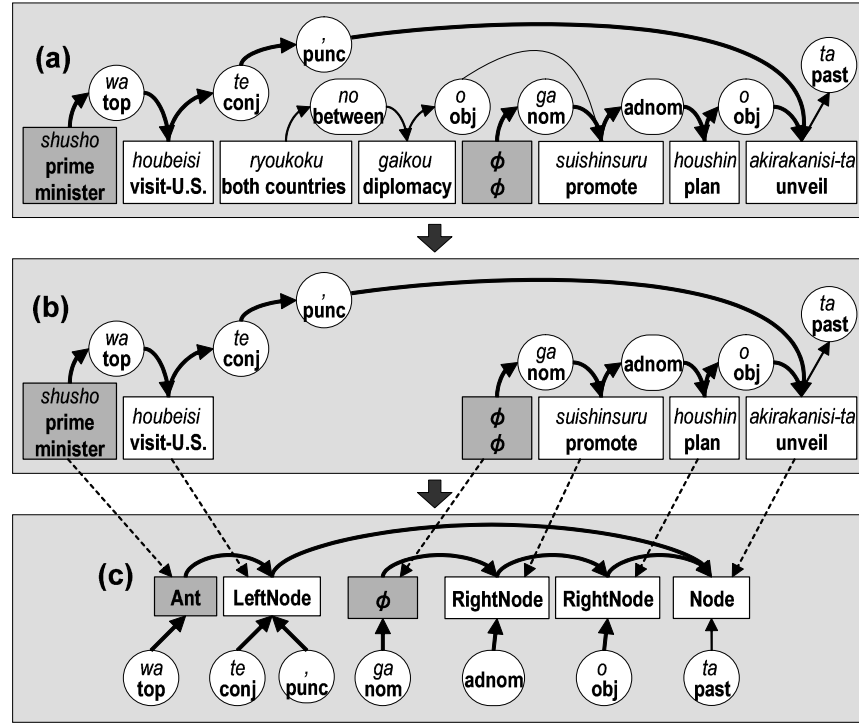 (a)
,
punc
wa
top
te
conj
no
between
o
obj
ga
nom
adnom
o
obj
ta
past
shusho
prime
minister
houbeisi
visit-U.S.
ryoukoku
both countries
gaikou
diplomacy
ϕ
ϕ
suishinsuru
promote
houshin
plan
akirakanisi-ta
unveil
(b)
,
punc
wa
top
te
conj
ga
nom
adnom
o
obj
ta
past
shusho
prime
minister
houbeisi
visit-U.S.
ϕ
ϕ
suishinsuru
promote
houshin
plan
akirakanisi-ta
unveil
(c)
Ant
LeftNode
ϕ
RightNode
RightNode
Node
wa
top
te
conj
,
punc
ga
nom
adnom
o
obj
ta
past